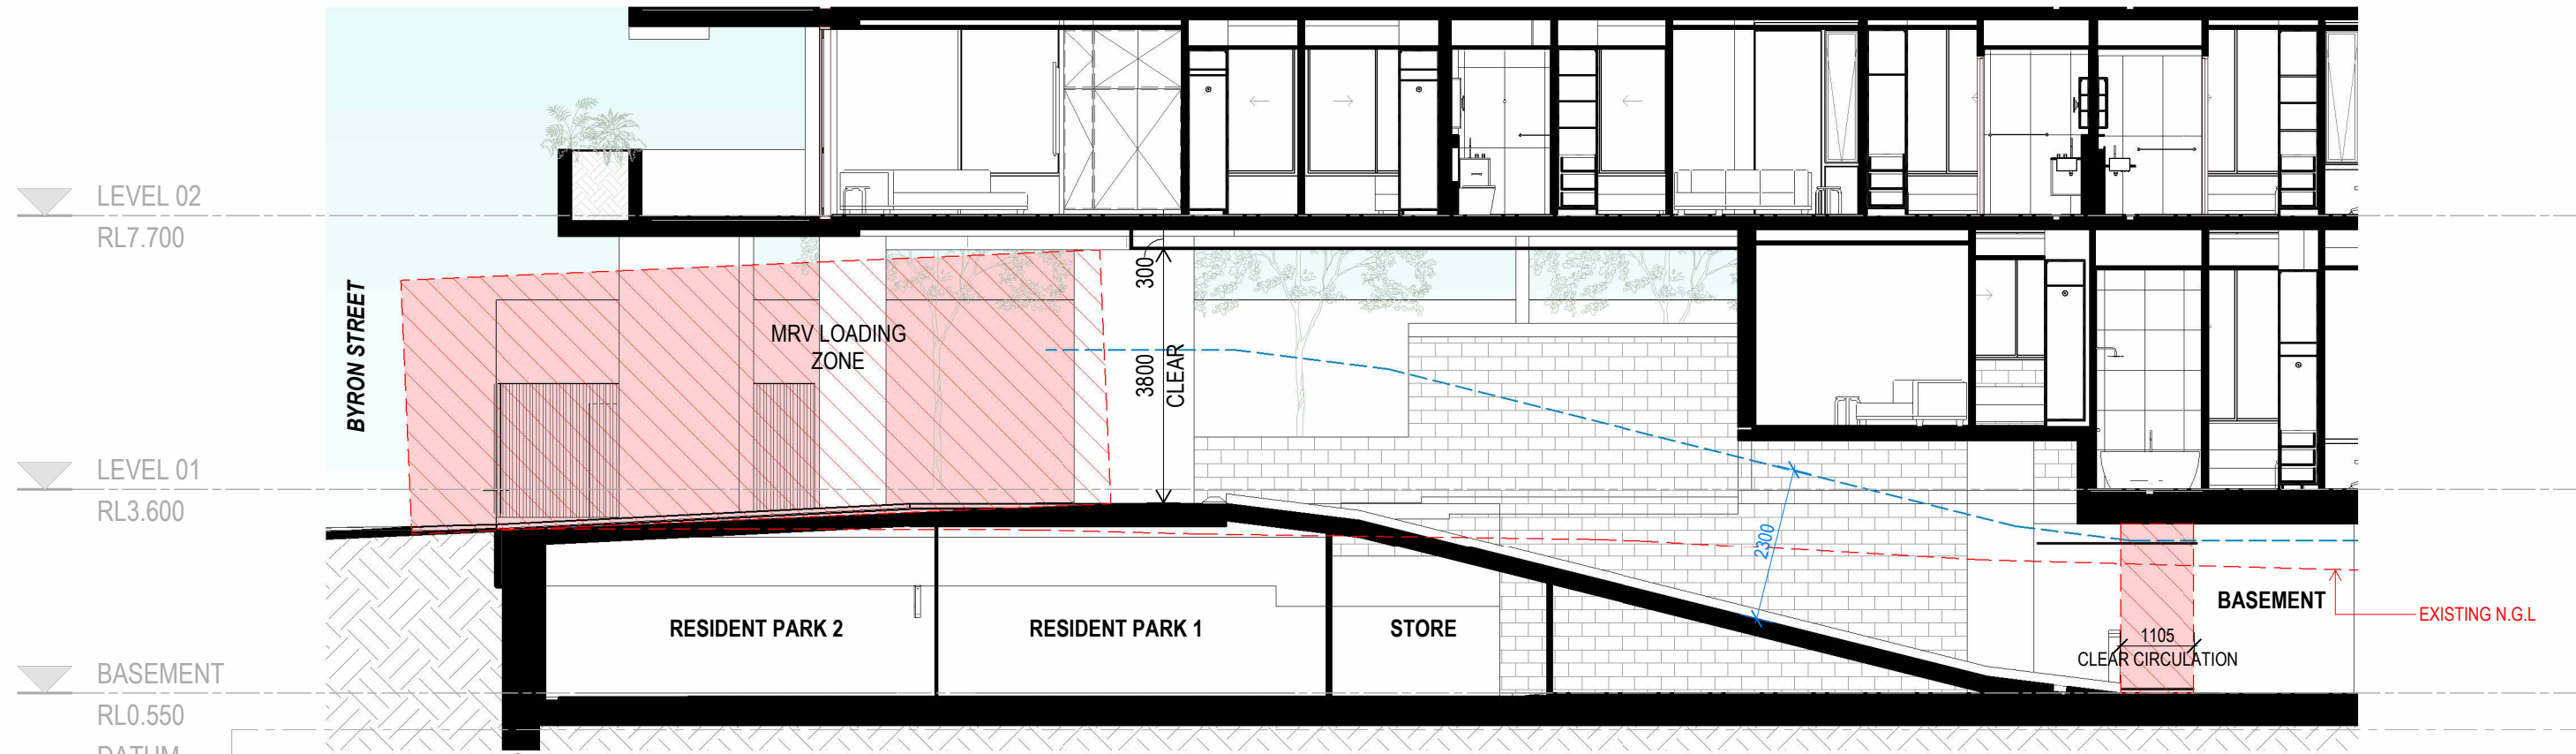 LEVEL 02
RL7.700
BYRON STREET
MRV LOADING
ZONE
300
3800
CLEAR
LEVEL 01
RL3.600
2300
RESIDENT PARK 2
RESIDENT PARK 1
STORE
BASEMENT
EXISTING N.G.L
1105
CLEAR CIRCULATION
BASEMENT
RL0.550
DATUM